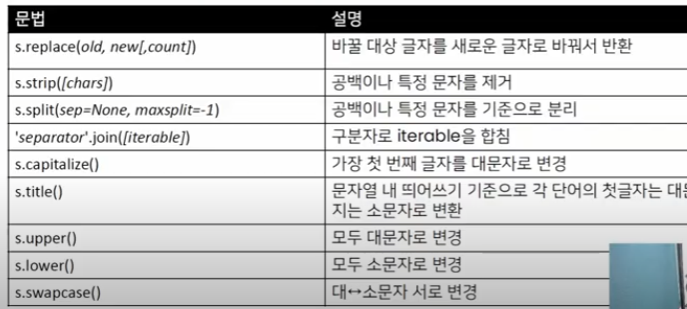 문법 설명
s.replace(old, new[,count]) 바꿀 대상 글자를 새로운 글자로 바꿔서 반환
s.strip([chars]) 공백이나 특정 문자를 제거
s.split(sep=None, maxsplit=-1) 공백이나 특정 문자를 기준으로 분리
'separator'.join([iterable]) 구분자로 iterable을 합침
s.capitalize() 가장 첫 번째 글자를 대문자로 변경
s.title() 문자열 내 띄어쓰기 기준으로 각 단어의 첫글자는
지는 소문자로 변환
s.upper() 모두 대문자로 변경
s.lower() 모두 소문자로 변경
s.swapcase() 대↔소문자 서로 변경